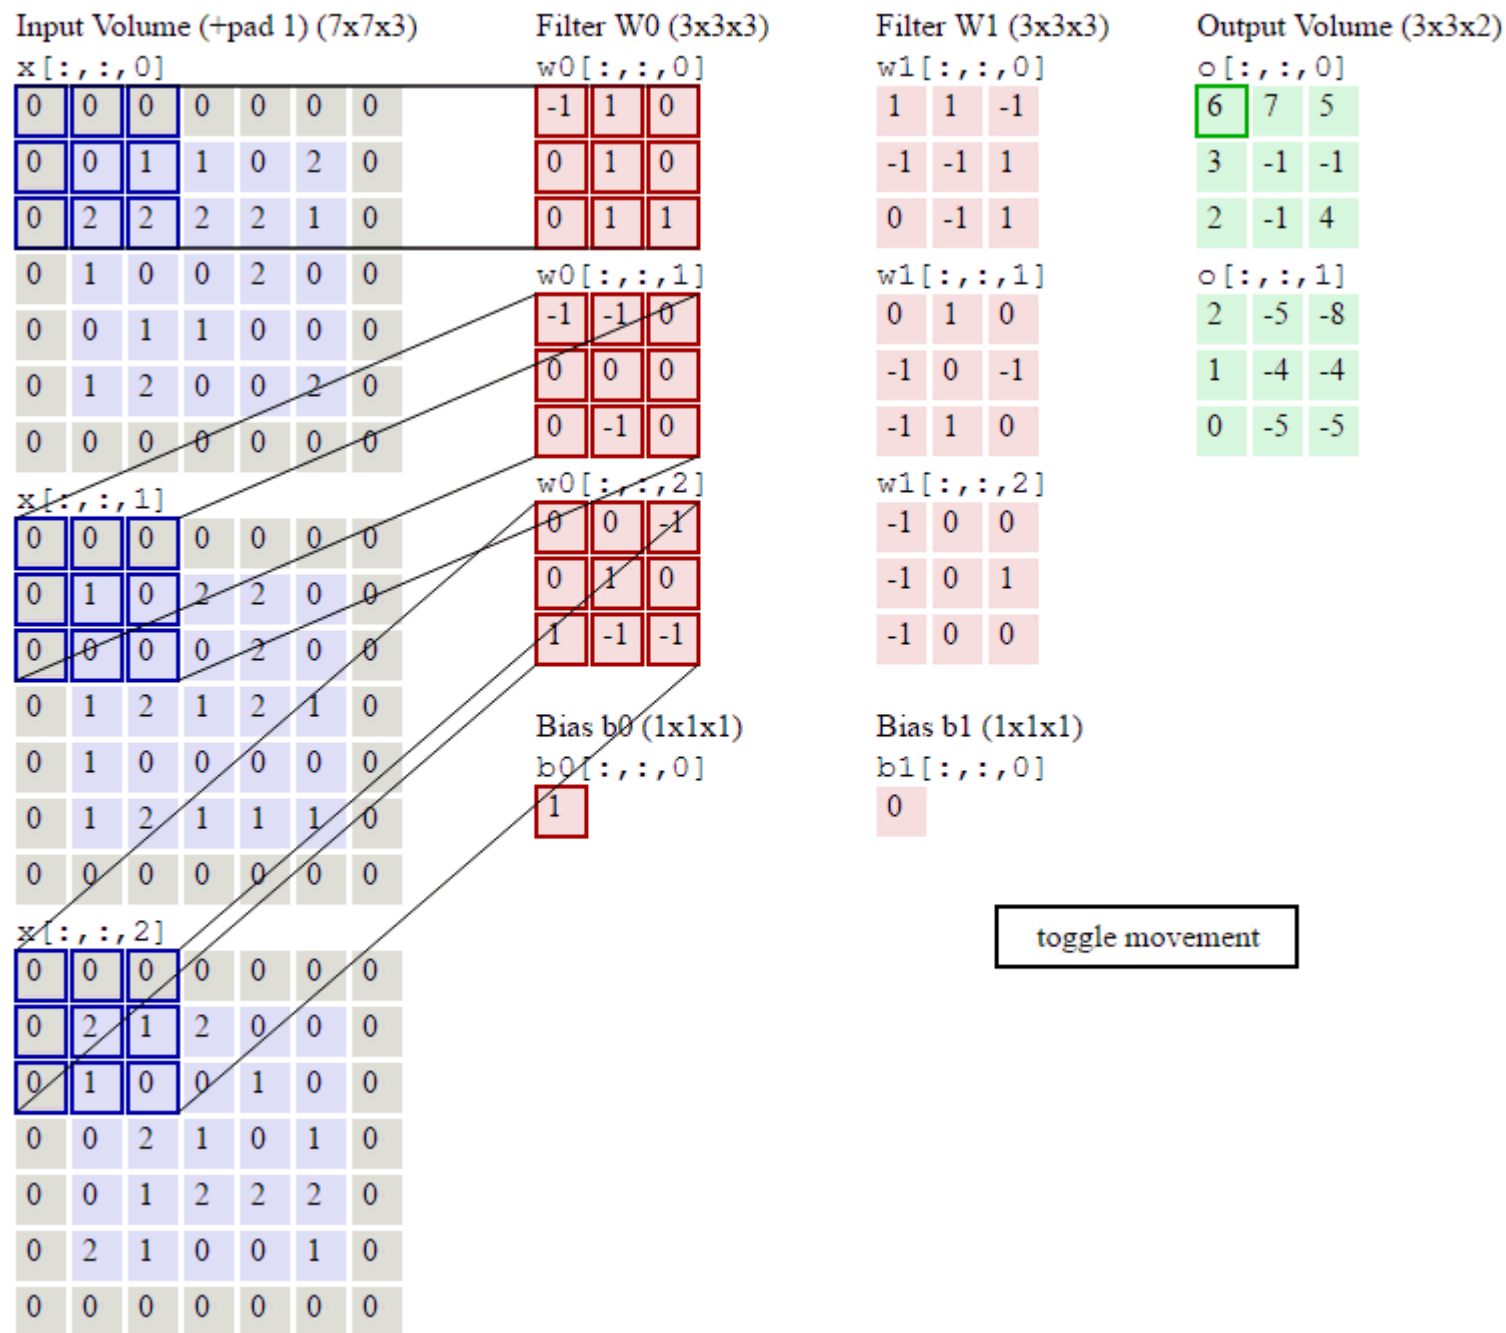 Input Volume (+pad 1) (7x7x3)
x[:,:,0]
0 0 0 0 0 0 0
0 0 1 1 0 2 0
0 2 2 2 2 1 0
0 1 0 0 2 0 0
0 0 1 1 0 0 0
0 1 2 0 0 2 0
0 0 0 0 0 0 0
x[:,:,1]
0 0 0 0 0 0 0
0 1 0 2 2 0 0
0 0 0 0 2 0 0
0 1 2 1 2 1 0
0 1 0 0 0 0 0
0 1 2 1 1 1 0
0 0 0 0 0 0 0
x[:,:,2]
0 0 0 0 0 0 0
0 2 1 2 0 0 0
0 1 0 0 1 0 0
0 0 2 1 0 1 0
0 0 1 2 2 2 0
0 2 1 0 0 1 0
0 0 0 0 0 0 0
Filter W0 (3x3x3)
w0[:,:,0]
-1 1 0
0 1 0
0 1 1
w0[:,:,1]
-1 -1 0
0 0 0
0 -1 0
w0[:,:,2]
0 0 -1
0 1 0
1 -1 -1
Bias b0 (1x1x1)
b0[:,:,0]
1
Filter W1 (3x3x3)
w1[:,:,0]
1 1 -1
-1 -1 1
0 -1 1
w1[:,:,1]
0 1 0
-1 0 -1
-1 1 0
w1[:,:,2]
-1 0 0
-1 0 1
-1 0 0
Bias b1 (1x1x1)
b1[:,:,0]
0
Output Volume (3x3x2)
o[:,:,0]
6 7 5
3 -1 -1
2 -1 4
o[:,:,1]
2 -5 -8
1 -4 -4
0 -5 -5
toggle movement